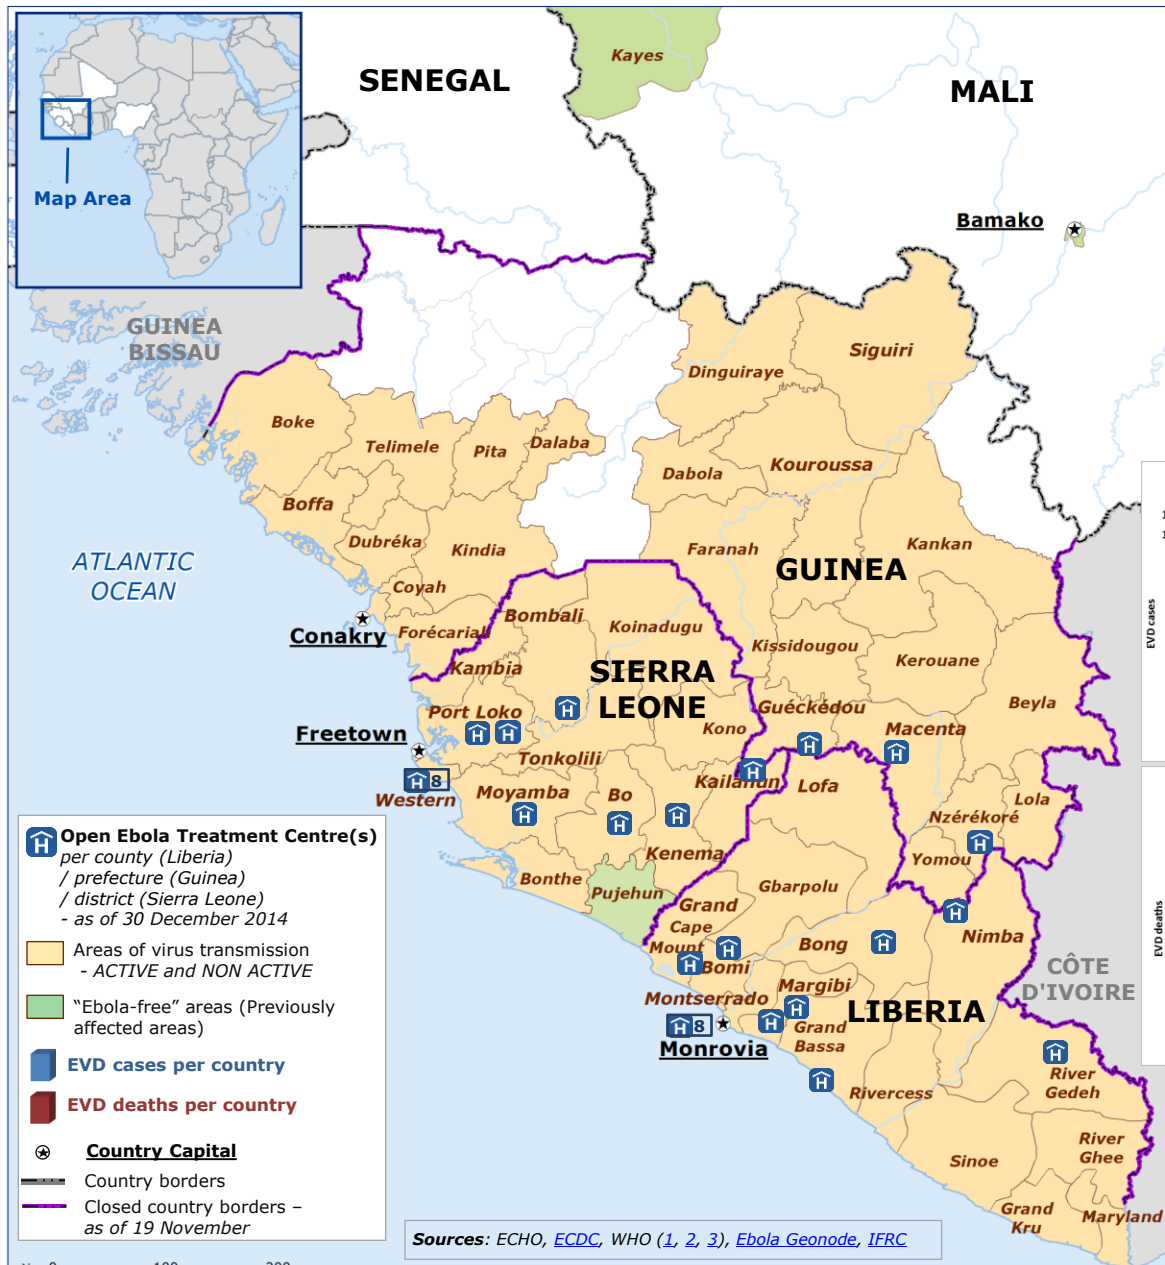 Kayes
SENEGAL
MALI
Map Area
Bamako
GUINEA
BISSAU
Siguiri
Dinguiraye
Boke
Telimele
Pita
Dalaba
Dabola
Kouroussa
Boffa
Dubréka
Kindia
Faranah
Kankan
ATLANTIC
OCEAN
GUINEA
Coyah
Conakry
Forécariah
Bombali
Koinadugu
Kissidougou
Kerouane
Kambia
SIERRA
LEONE
Beyla
Port Loko
Kono
Guéckédou
Macenta
Freetown
Tonkolili
Kailahun
Lofa
8
Western
Moyamba
Bo
Lola
Nzérékoré
Kenema
Yomou
Bonthe
Pujehun
Gbarpolu
Grand
Cape
Mount
Bomi
Bong
Nimba
CÔTE
D'IVOIRE
Montserrado
Margibi
LIBERIA
8
Monrovia
Grand
Bassa
Rivercess
River
Gedeh
River
Ghee
Sinoe
Grand
Kru
Maryland
EVD cases
EVD deaths
1
1
H Open Ebola Treatment Centre(s)
per county (Liberia)
/ prefecture (Guinea)
/ district (Sierra Leone)
- as of 30 December 2014
Areas of virus transmission
- ACTIVE and NON ACTIVE
"Ebola-free" areas (Previously
affected areas)
EVD cases per country
EVD deaths per country
Country Capital
Country borders
Closed country borders –
as of 19 November
Sources: ECHO, ECDC, WHO (1, 2, 3), Ebola Geonode, IFRC